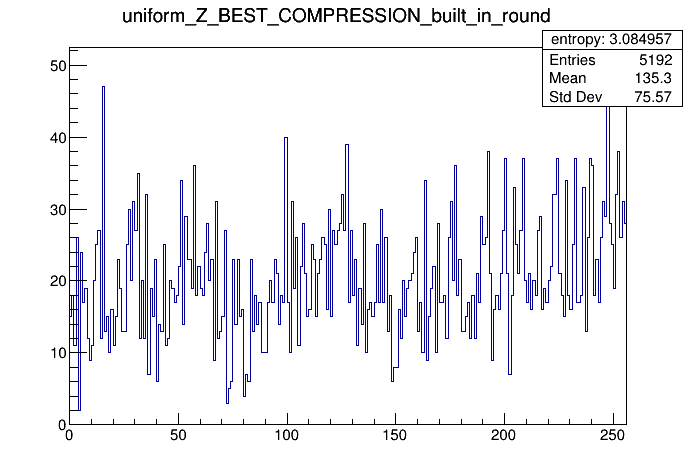 uniform_Z_BEST_COMPRESSION_built_in_round
entropy: 3.084957
Entries 5192
Mean 135.3
Std Dev 75.57
50
40
30
20
10
0
0 50 100 150 200 250